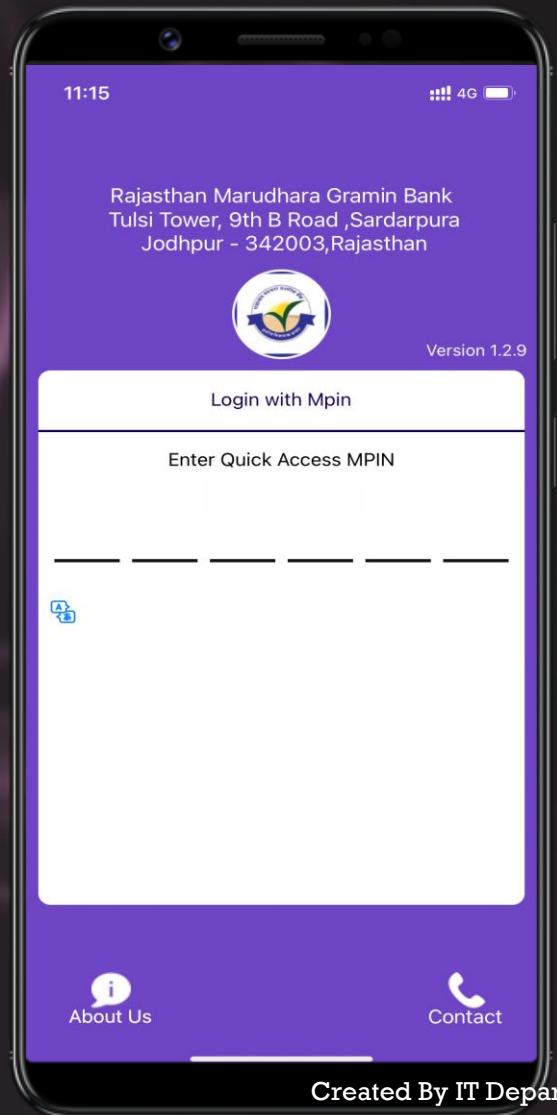 11:15
4G
Rajasthan Marudhara Gramin Bank
Tulsi Tower, 9th B Road ,Sardarpura
Jodhpur - 342003,Rajasthan
Version 1.2.9
Login with Mpin
Enter Quick Access MPIN
About Us
Contact
Created By IT Depar